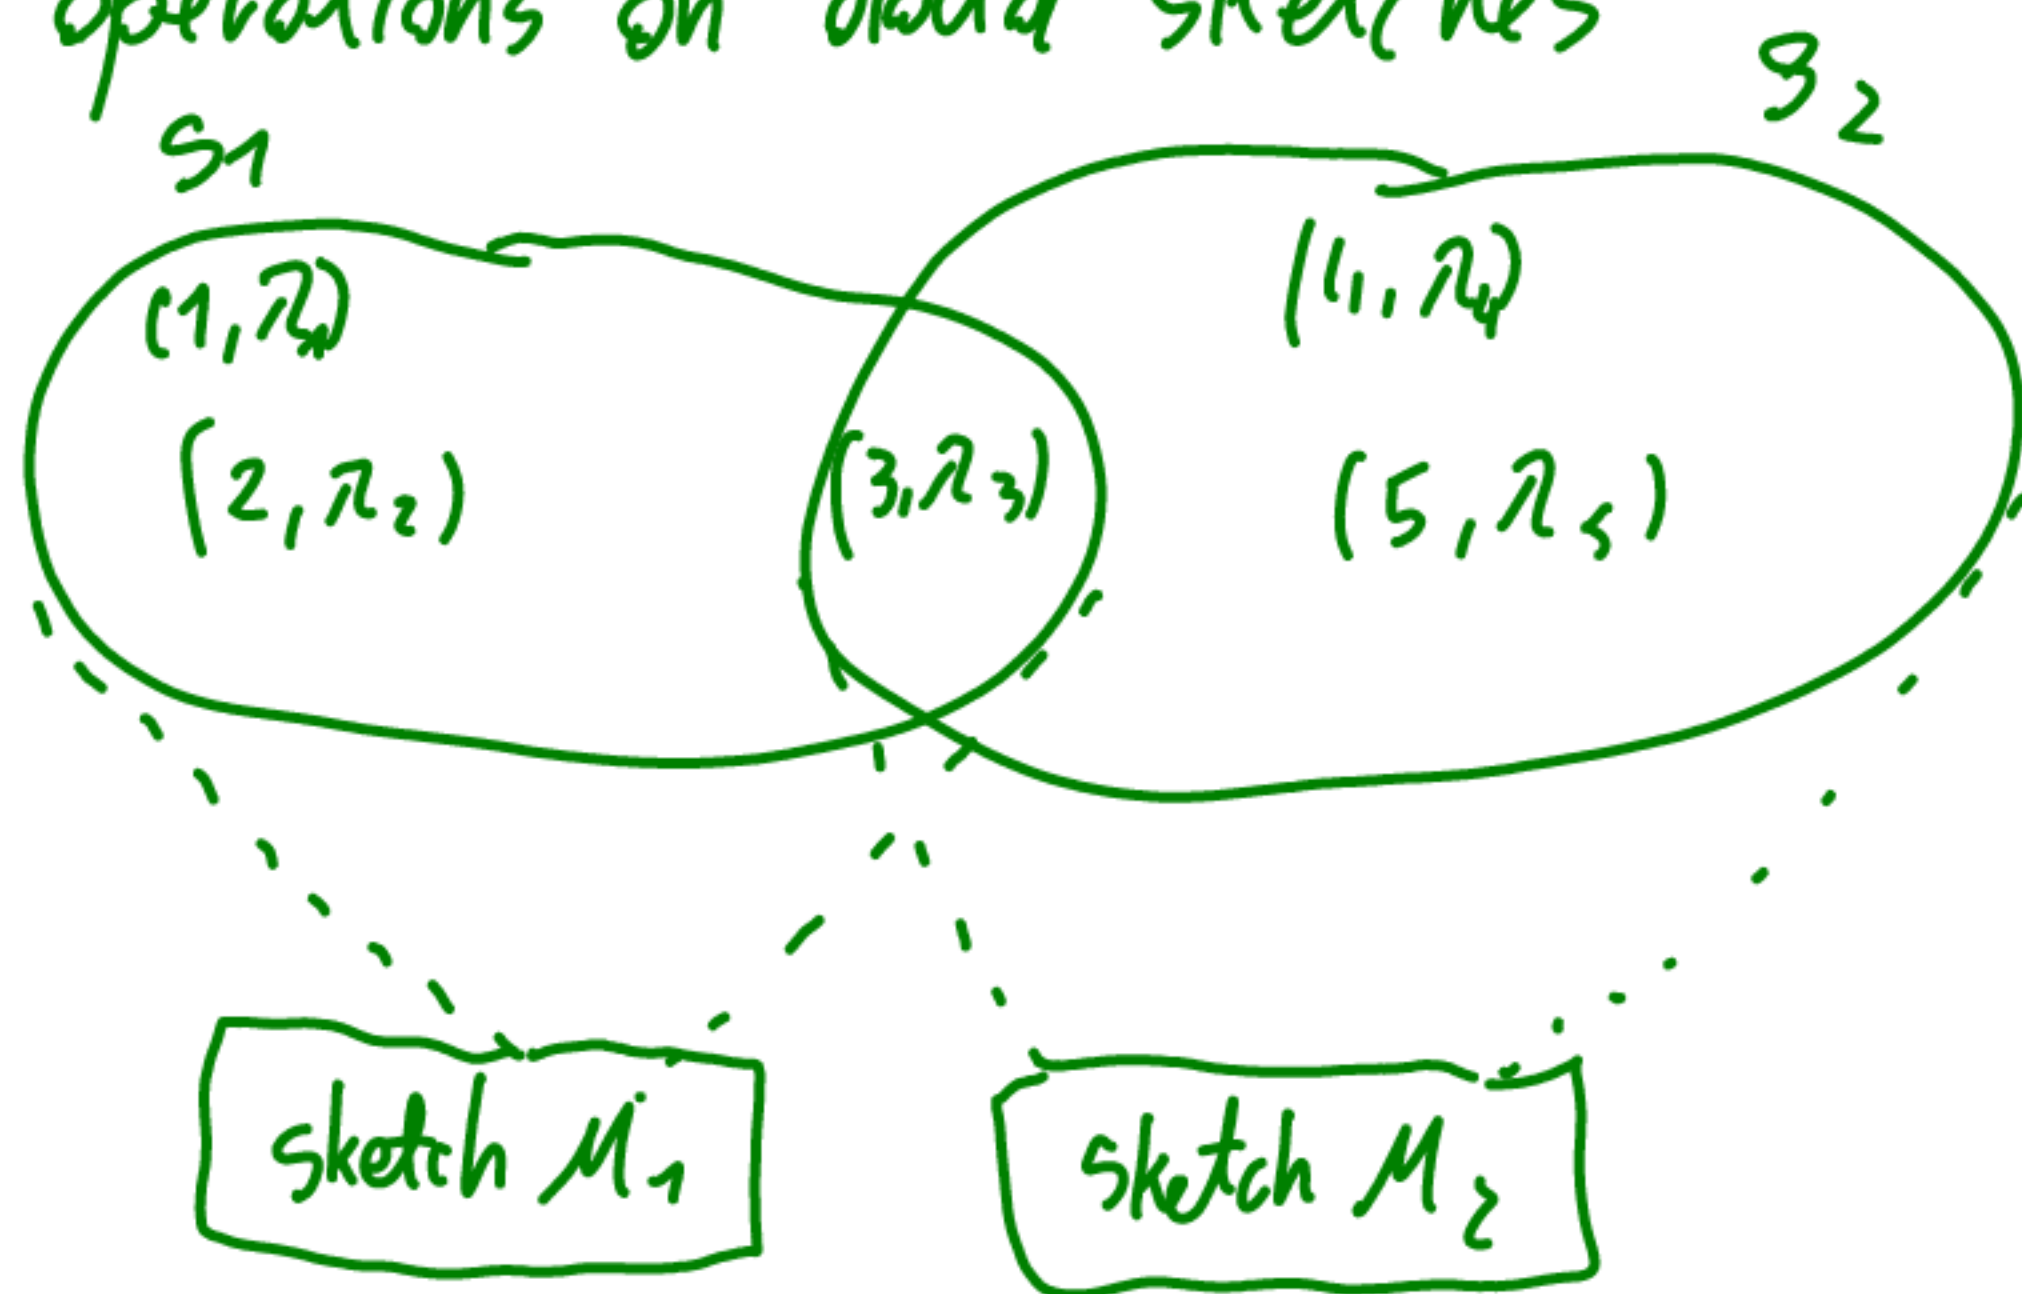 operations on data sketches
S1
S2
(1, λ1)
(4, λ4)
(2, λ2)
(3, λ3)
(5, λ5)
sketch M1
sketch M2